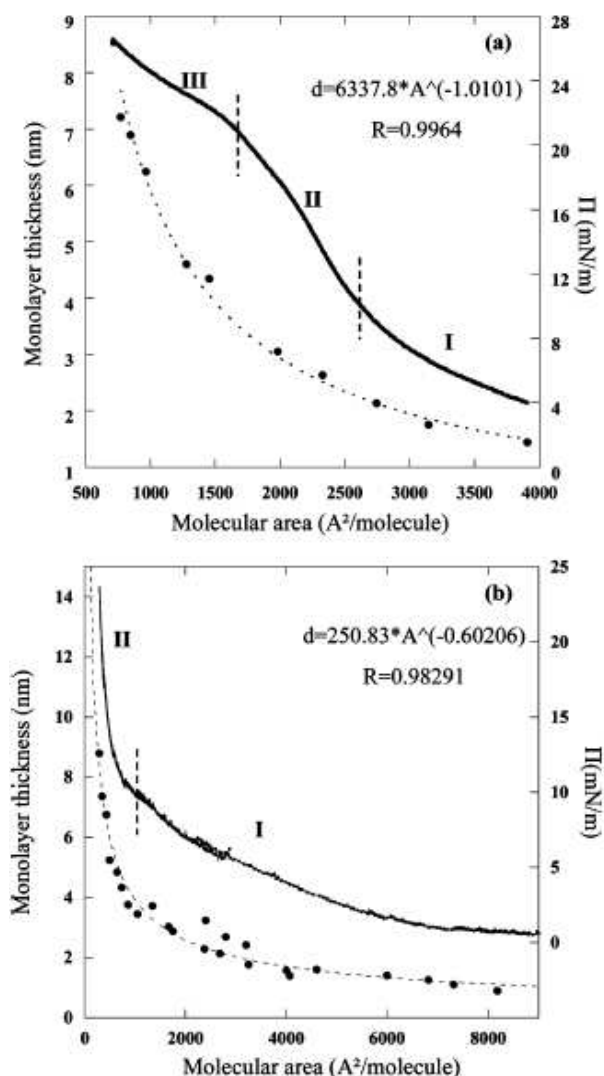 (a)
d=6337.8*A^(-1.0101)
R=0.9964
III
II
I
Monolayer thickness (nm)
9
8
7
6
5
4
3
2
1
Π (mN/m)
28
24
20
16
12
8
4
0
500 1000 1500 2000 2500 3000 3500 4000
Molecular area (A²/molecule)
(b)
d=250.83*A^(-0.60206)
R=0.98291
II
I
Monolayer thickness (nm)
14
12
10
8
6
4
2
0
Π(mN/m)
25
20
15
10
5
0
0 2000 4000 6000 8000
Molecular area (A²/molecule)